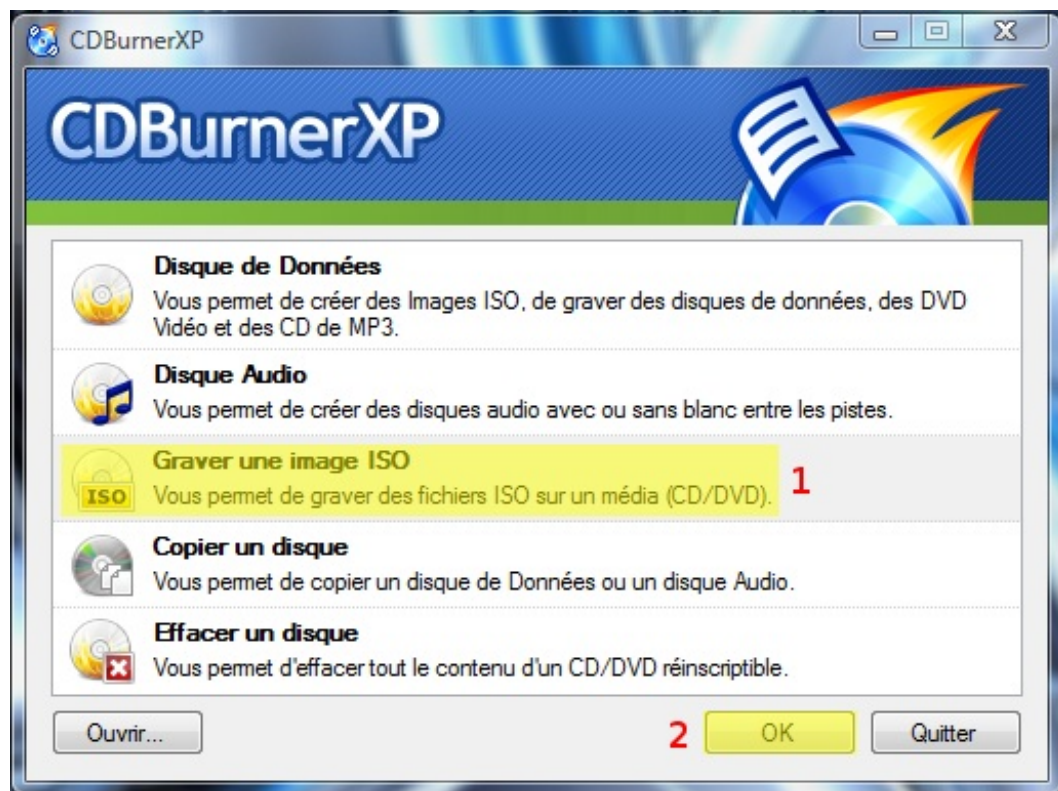 CDBurnerXP
CDBurnerXP
Disque de Données
Vous permet de créer des Images ISO, de graver des disques de données, des DVD
Vidéo et des CD de MP3.
Disque Audio
Vous permet de créer des disques audio avec ou sans blanc entre les pistes.
Graver une image ISO
ISO
Vous permet de graver des fichiers ISO sur un média (CD/DVD).
1
Copier un disque
Vous permet de copier un disque de Données ou un disque Audio.
Effacer un disque
Vous permet d'effacer tout le contenu d'un CD/DVD réinscriptible.
Ouvrir...
2
OK
Quitter